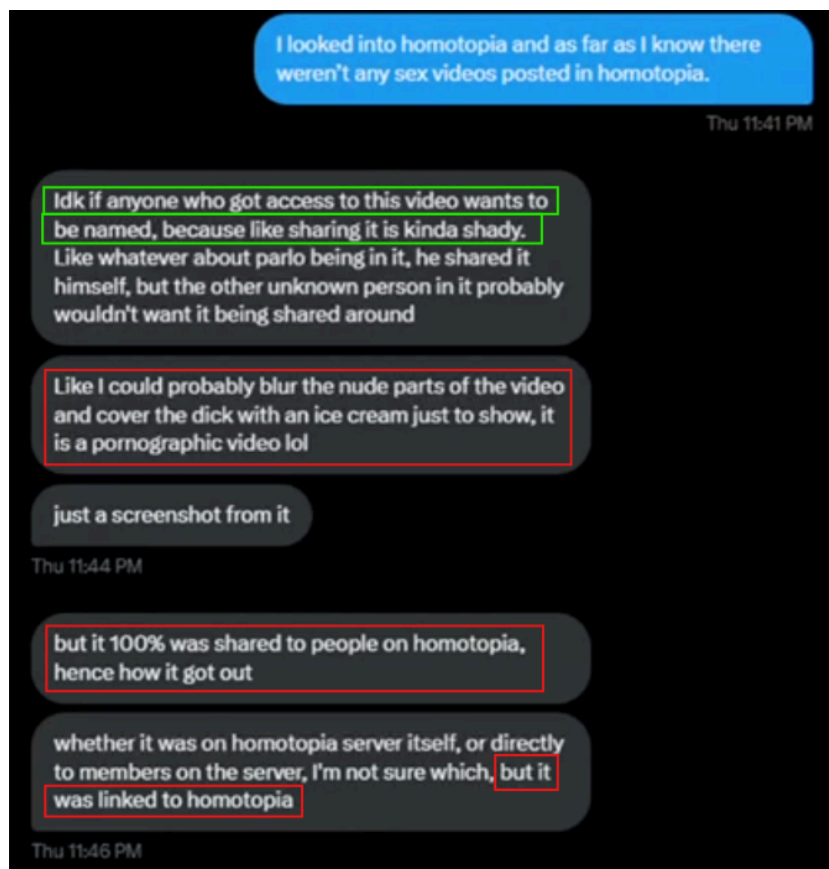 I looked into homotopia and as far as I know there
weren't any sex videos posted in homotopia.
Thu 11:41 PM
Idk if anyone who got access to this video wants to
be named, because like sharing it is kinda shady.
Like whatever about parlo being in it, he shared it
himself, but the other unknown person in it probably
wouldn't want it being shared around
Like I could probably blur the nude parts of the video
and cover the dick with an ice cream just to show, it
is a pornographic video lol
just a screenshot from it
Thu 11:44 PM
but it 100% was shared to people on homotopia,
hence how it got out
whether it was on homotopia server itself, or directly
to members on the server, I'm not sure which, but it
was linked to homotopia
Thu 11:46 PM